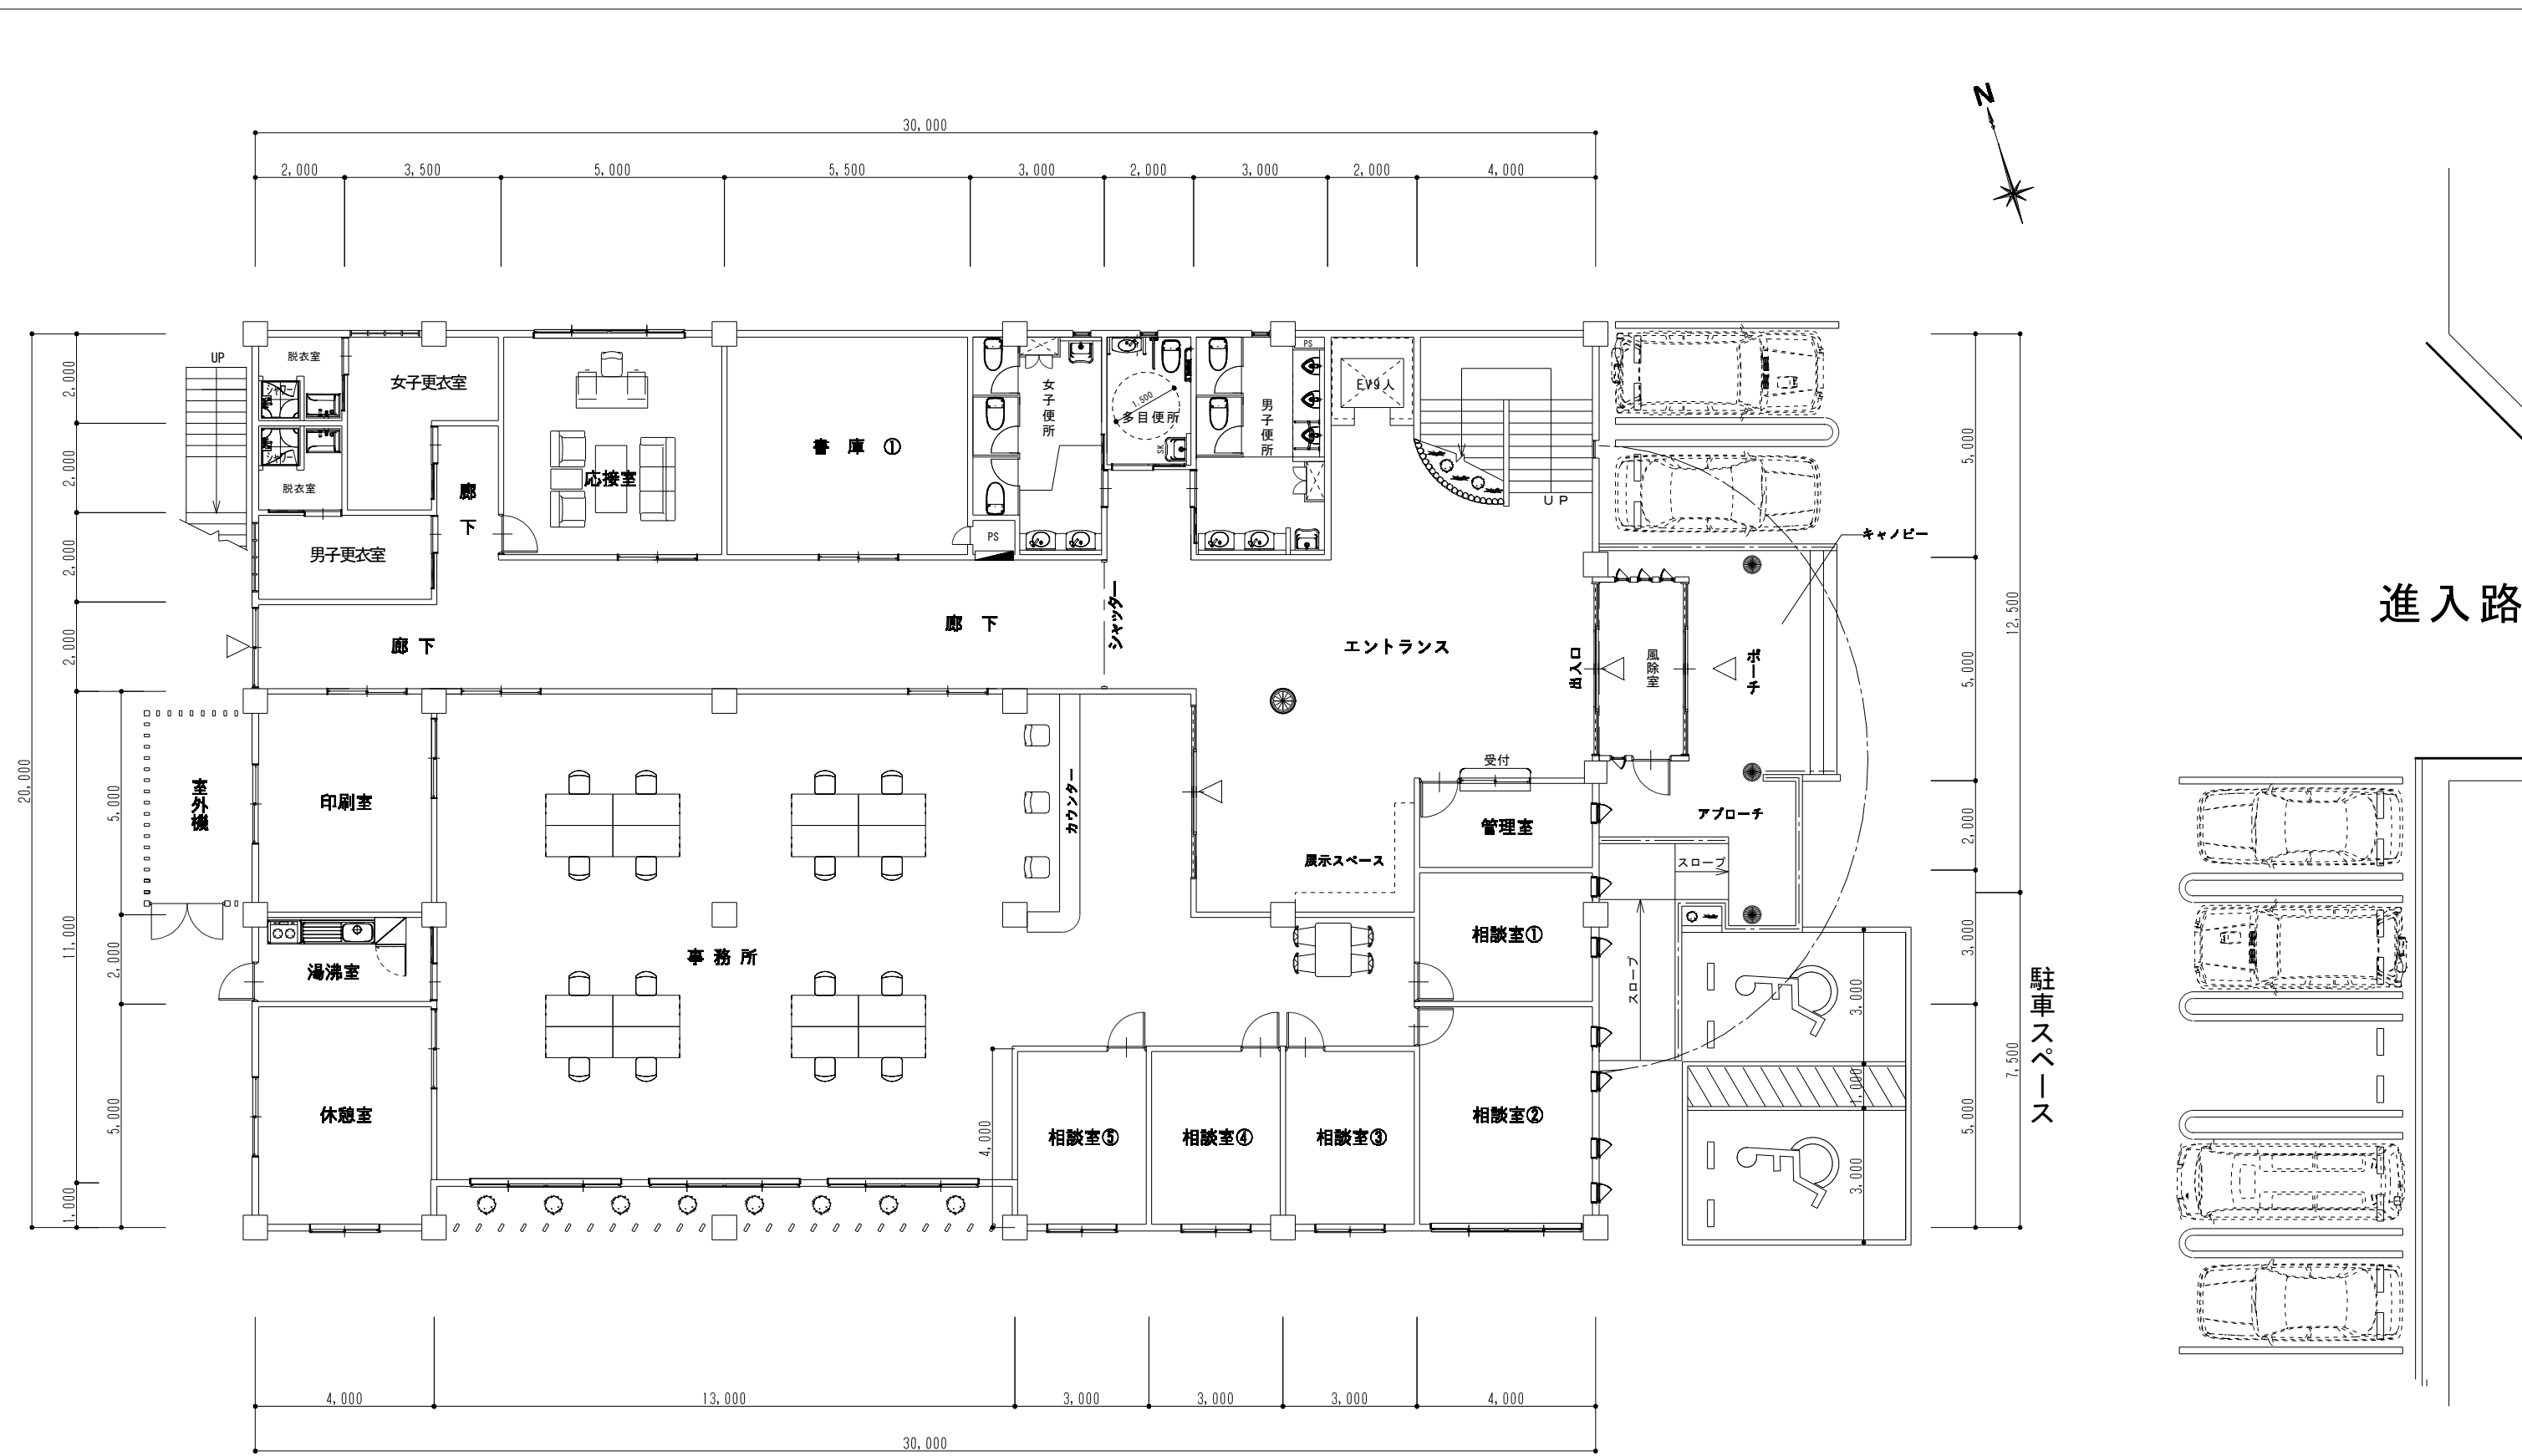 N
30,000
2,000
3,500
5,000
5,500
3,000
2,000
3,000
2,000
4,000
UP
脱衣室
シャワー
女子更衣室
シャワー
脱衣室
男子更衣室
廊下
応接室
書庫①
PS
女子便所
1,500
多目便所
SK
男子便所
PS
EV9人
UP
キャノピー
進入路
廊下
廊下
シャッター
エントランス
出入口
風除室
ポーチ
室外機
印刷室
カウンター
受付
管理室
展示スペース
アプローチ
スロープ
スロープ
湯沸室
事務所
相談室①
休憩室
相談室⑤
相談室④
相談室③
相談室②
駐車スペース
20,000
2,000
2,000
2,000
2,000
11,000
1,000
5,000
2,000
5,000
4,000
5,000
5,000
2,000
3,000
5,000
12,500
7,500
3,000
1,000
3,000
4,000
13,000
3,000
3,000
3,000
4,000
30,000